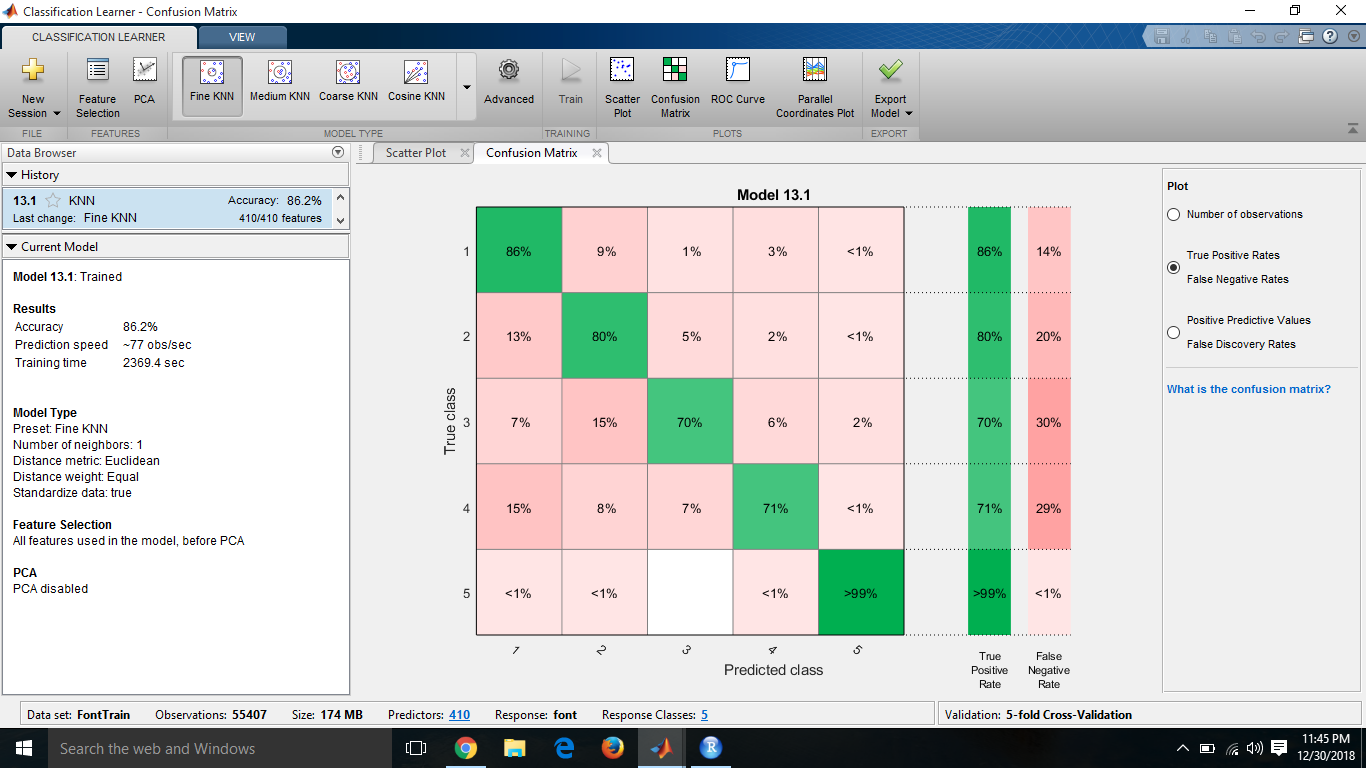 Classification Learner - Confusion Matrix
CLASSIFICATION LEARNER
VIEW
New Session
Feature Selection
PCA
Fine KNN
Medium KNN
Coarse KNN
Cosine KNN
Advanced
Train
Scatter Plot
Confusion Matrix
ROC Curve
Parallel Coordinates Plot
Export Model
FILE
FEATURES
MODEL TYPE
TRAINING
PLOTS
EXPORT
Data Browser
History
13.1 KNN Accuracy: 86.2%
Last change: Fine KNN 410/410 features
Current Model
Model 13.1: Trained
Results
Accuracy 86.2%
Prediction speed ~77 obs/sec
Training time 2369.4 sec
Model Type
Preset: Fine KNN
Number of neighbors: 1
Distance metric: Euclidean
Distance weight: Equal
Standardize data: true
Feature Selection
All features used in the model, before PCA
PCA
PCA disabled
Scatter Plot
Confusion Matrix
Model 13.1
True class
1 86% 9% 1% 3% <1% 86% 14%
2 13% 80% 5% 2% <1% 80% 20%
3 7% 15% 70% 6% 2% 70% 30%
4 15% 8% 7% 71% <1% 71% 29%
5 <1% <1% <1% >99% >99% <1%
1 2 3 4 5
Predicted class
True Positive Rate
False Negative Rate
Plot
Number of observations
True Positive Rates
False Negative Rates
Positive Predictive Values
False Discovery Rates
What is the confusion matrix?
Data set: FontTrain Observations: 55407 Size: 174 MB Predictors: 410 Response: font Response Classes: 5
Validation: 5-fold Cross-Validation
Search the web and Windows
R
11:45 PM
12/30/2018